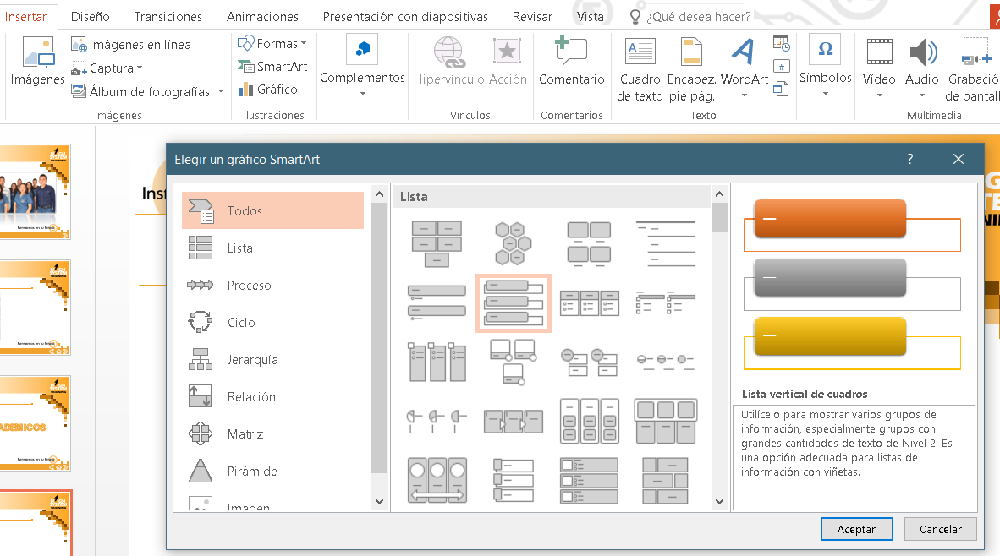 Insertar Diseño Transiciones Animaciones Presentación con diapositivas Revisar Vista ¿Qué desea hacer?
Imágenes
Imágenes en línea
Captura
Álbum de fotografías
Imágenes
Formas
SmartArt
Gráfico
Ilustraciones
Complementos
Hipervínculo Acción
Vínculos
Comentario
Comentarios
Cuadro de texto
Encabez. pie pág.
WordArt
Texto
Símbolos
Vídeo
Audio
Grabació
de pantall
Multimedia
Elegir un gráfico SmartArt
Todos
Lista
Proceso
Ciclo
Jerarquía
Relación
Matriz
Pirámide
Imagen
Lista
Lista vertical de cuadros
Utilícelo para mostrar varios grupos de
información, especialmente grupos con
grandes cantidades de texto de Nivel 2. Es
una opción adecuada para listas de
información con viñetas.
Aceptar Cancelar
Ins
ADEMICOS